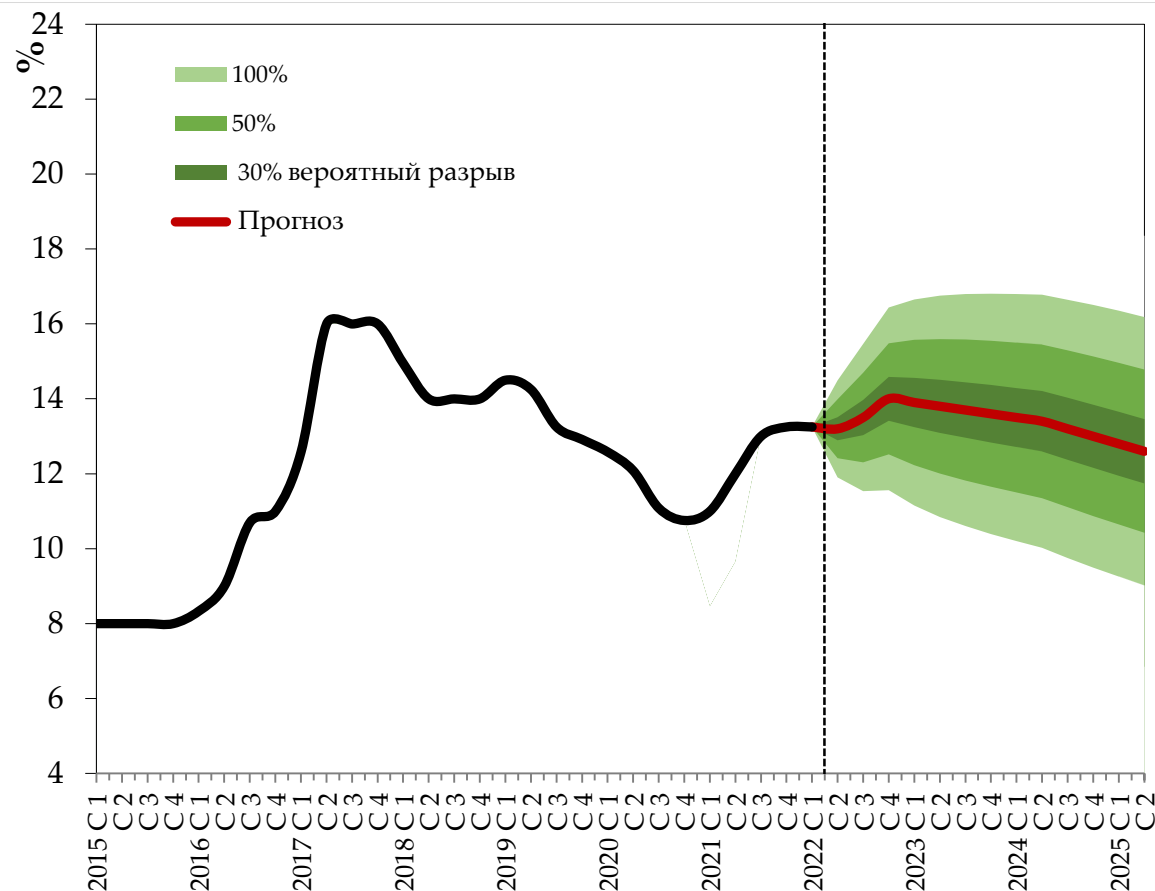 %
24
22
20
18
16
14
12
10
8
6
4
100%
50%
30% вероятный разрыв
Прогноз
2015 С 1
С 2
С 3
С 4
2016 С 1
С 2
С 3
С 4
2017 С 1
С 2
С 3
С 4
2018 С 1
С 2
С 3
С 4
2019 С 1
С 2
С 3
С 4
2020 С 1
С 2
С 3
С 4
2021 С 1
С 2
С 3
С 4
2022 С 1
С 2
С 3
С 4
2023 С 1
С 2
С 3
С 4
2024 С 1
С 2
С 3
С 4
2025 С 1
С 2